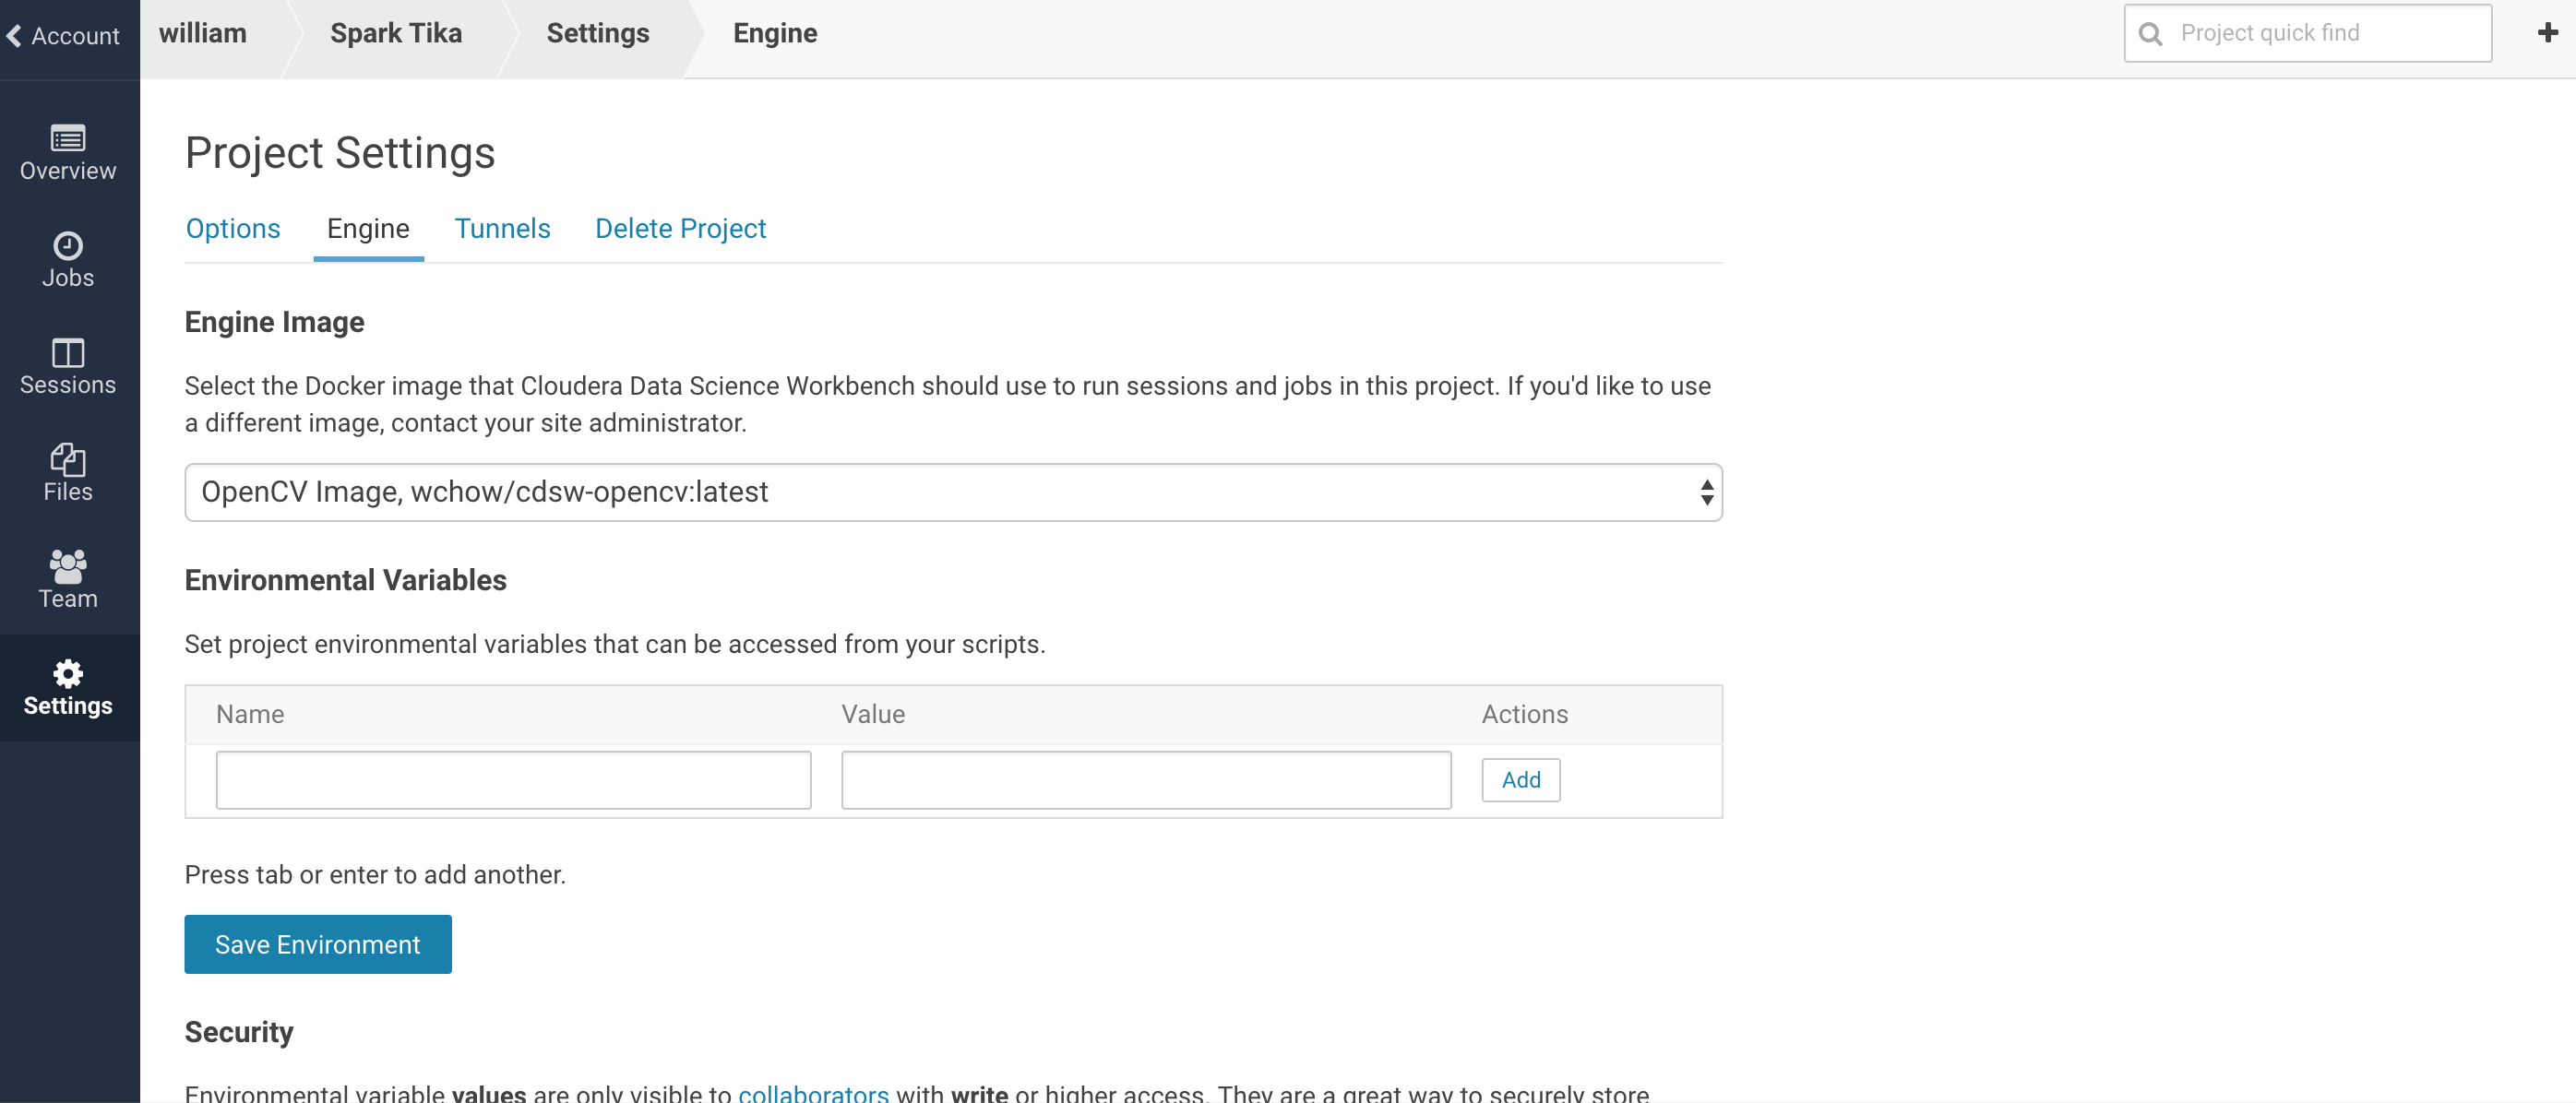 Account
william
Spark Tika
Settings
Engine
Project quick find
Overview
Jobs
Sessions
Files
Team
Settings
Project Settings
Options
Engine
Tunnels
Delete Project
Engine Image
Select the Docker image that Cloudera Data Science Workbench should use to run sessions and jobs in this project. If you'd like to use
a different image, contact your site administrator.
OpenCV Image, wchow/cdsw-opencv:latest
Environmental Variables
Set project environmental variables that can be accessed from your scripts.
Name
Value
Actions
Add
Press tab or enter to add another.
Save Environment
Security
Environmental variable values are only visible to collaborators with write or higher access. They are a great way to securely store